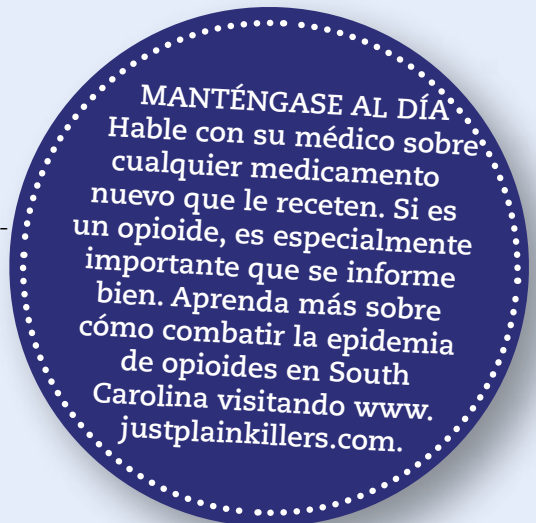 MANTÉNGASE AL DÍA
Hable con su médico sobre
cualquier medicamento
nuevo que le receten. Si es
un opioide, es especialmente
importante que se informe
bien. Aprenda más sobre
cómo combatir la epidemia
de opioides en South
Carolina visitando www.
justplainkillers.com.